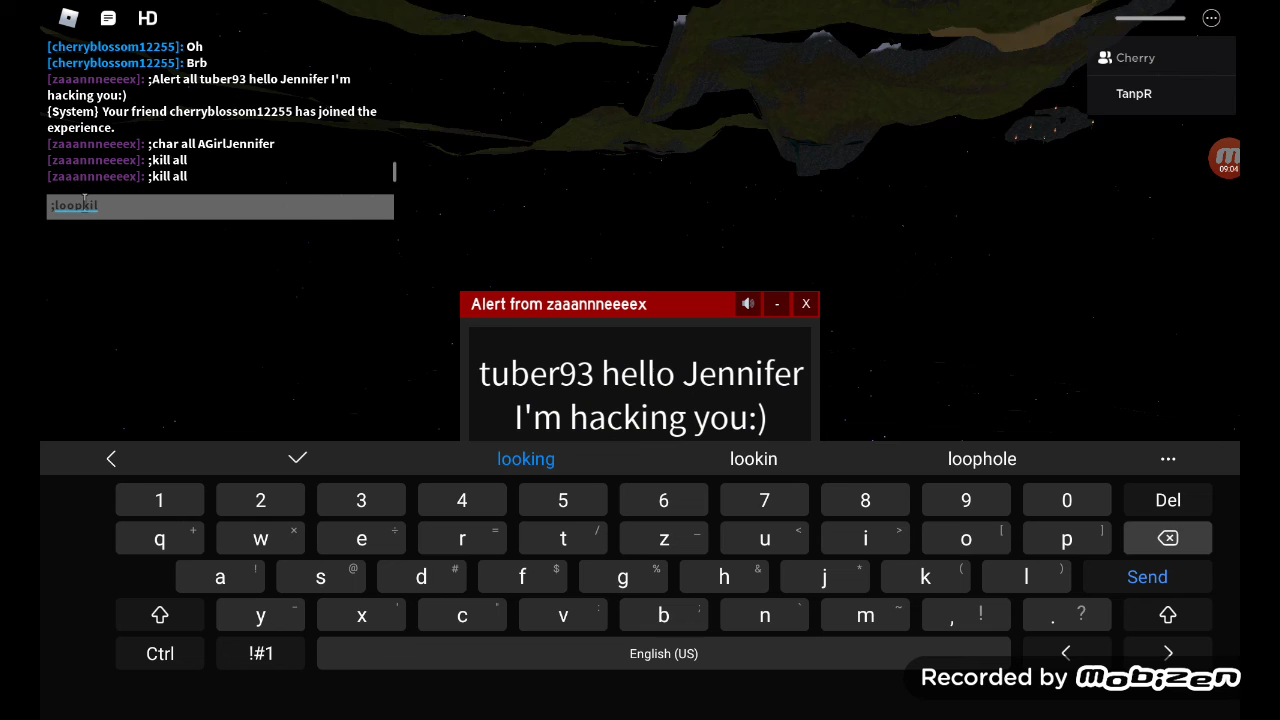 HD
[cherryblossom12255]: Oh
[cherryblossom12255]: Brb
[zaaannneeeex]: ;Alert all tuber93 hello Jennifer I'm
hacking you:)
{System} Your friend cherryblossom12255 has joined the
experience.
[zaaannneeeex]: ;char all AGirlJennifer
[zaaannneeeex]: ;kill all
[zaaannneeeex]: ;kill all
;loopkil
Cherry
TanpR
09:04
Alert from zaaannneeeex
- X
tuber93 hello Jennifer
I'm hacking you:)
looking lookin loophole
1 2 3 4 5 6 7 8 9 0 Del
q + w × e ÷ r = t / z _ u < i > o [ p ]
a ! s @ d # f $ g % h & j * k ( l ) Send
y - x ' c " v : b ; n ` m ~ , ! . ?
Ctrl !#1 English (US) < >
Recorded by mobizen